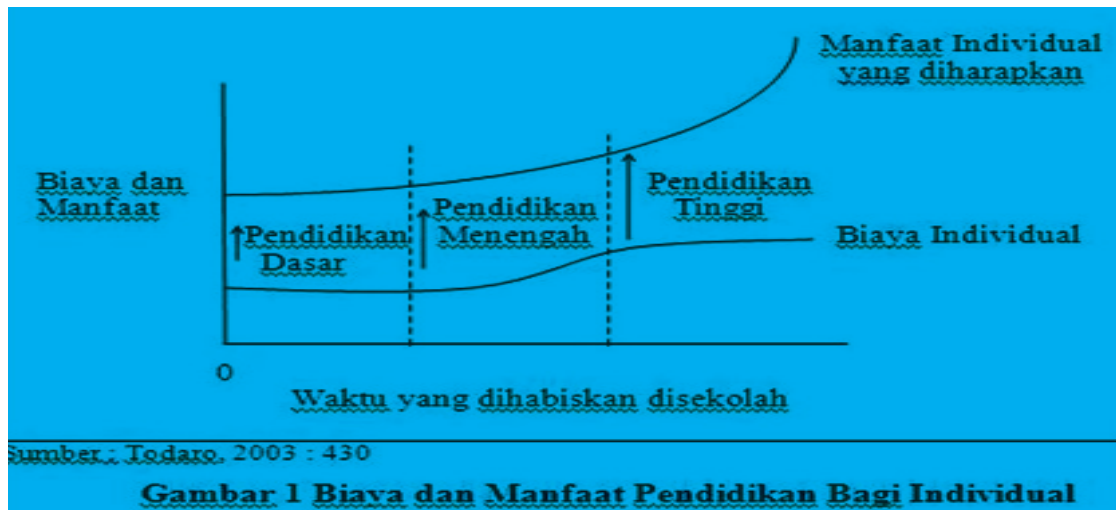 Manfaat Individual
yang diharapkan
Biaya dan
Manfaat
Pendidikan
Dasar
Pendidikan
Menengah
Pendidikan
Tinggi
Biaya Individual
0
Waktu yang dihabiskan disekolah
Sumber : Todaro, 2003 : 430
Gambar 1 Biaya dan Manfaat Pendidikan Bagi Individual